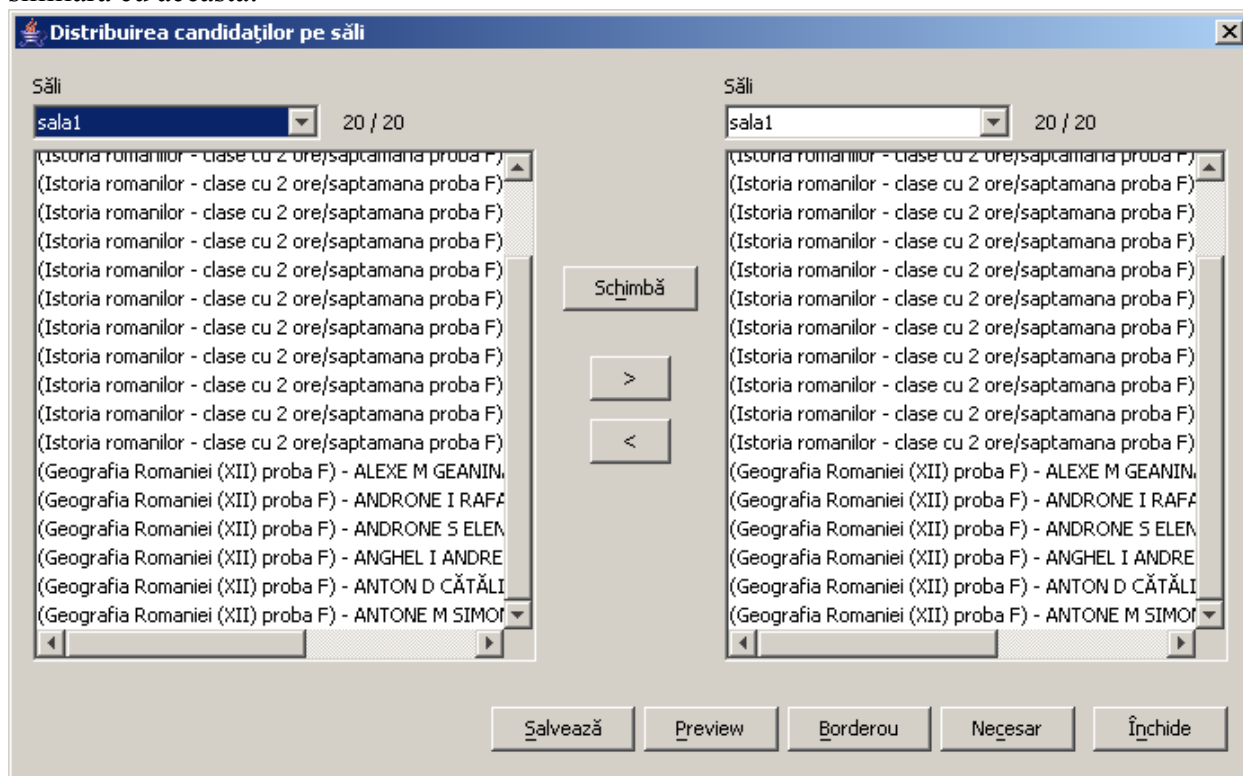 similară cu aceasta:
Distribuirea candidaţilor pe săli
Săli
sala1 20 / 20
(Istoria romanilor - clase cu 2 ore/saptamana proba F)
(Istoria romanilor - clase cu 2 ore/saptamana proba F)
(Istoria romanilor - clase cu 2 ore/saptamana proba F)
(Istoria romanilor - clase cu 2 ore/saptamana proba F)
(Istoria romanilor - clase cu 2 ore/saptamana proba F)
(Istoria romanilor - clase cu 2 ore/saptamana proba F)
(Istoria romanilor - clase cu 2 ore/saptamana proba F)
(Istoria romanilor - clase cu 2 ore/saptamana proba F)
(Istoria romanilor - clase cu 2 ore/saptamana proba F)
(Istoria romanilor - clase cu 2 ore/saptamana proba F)
(Istoria romanilor - clase cu 2 ore/saptamana proba F)
(Geografia Romaniei (XII) proba F) - ALEXE M GEANIN
(Geografia Romaniei (XII) proba F) - ANDRONE I RAFA
(Geografia Romaniei (XII) proba F) - ANDRONE S ELEN
(Geografia Romaniei (XII) proba F) - ANGHEL I ANDRE
(Geografia Romaniei (XII) proba F) - ANTON D CĂTĂLI
(Geografia Romaniei (XII) proba F) - ANTONE M SIMO
Schimbă
>
<
Săli
sala1 20 / 20
(Istoria romanilor - clase cu 2 ore/saptamana proba F)
(Istoria romanilor - clase cu 2 ore/saptamana proba F)
(Istoria romanilor - clase cu 2 ore/saptamana proba F)
(Istoria romanilor - clase cu 2 ore/saptamana proba F)
(Istoria romanilor - clase cu 2 ore/saptamana proba F)
(Istoria romanilor - clase cu 2 ore/saptamana proba F)
(Istoria romanilor - clase cu 2 ore/saptamana proba F)
(Istoria romanilor - clase cu 2 ore/saptamana proba F)
(Istoria romanilor - clase cu 2 ore/saptamana proba F)
(Istoria romanilor - clase cu 2 ore/saptamana proba F)
(Istoria romanilor - clase cu 2 ore/saptamana proba F)
(Geografia Romaniei (XII) proba F) - ALEXE M GEANIN
(Geografia Romaniei (XII) proba F) - ANDRONE I RAFA
(Geografia Romaniei (XII) proba F) - ANDRONE S ELEN
(Geografia Romaniei (XII) proba F) - ANGHEL I ANDRE
(Geografia Romaniei (XII) proba F) - ANTON D CĂTĂLI
(Geografia Romaniei (XII) proba F) - ANTONE M SIMO
Salvează Preview Borderou Necesar Închide